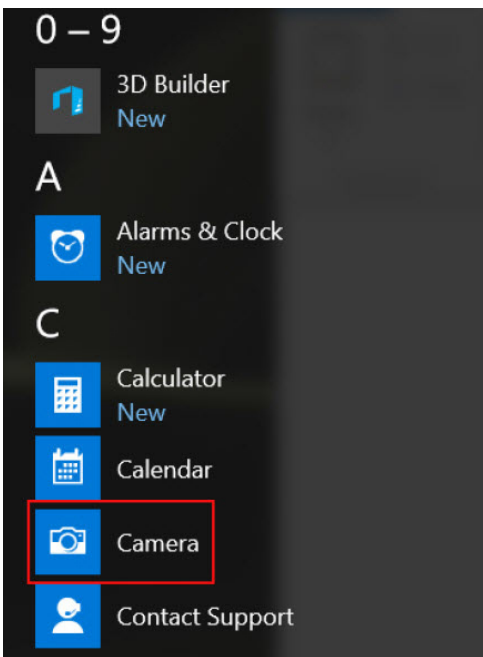 0 – 9
3D Builder
New
A
Alarms & Clock
New
C
Calculator
New
Calendar
Camera
Contact Support